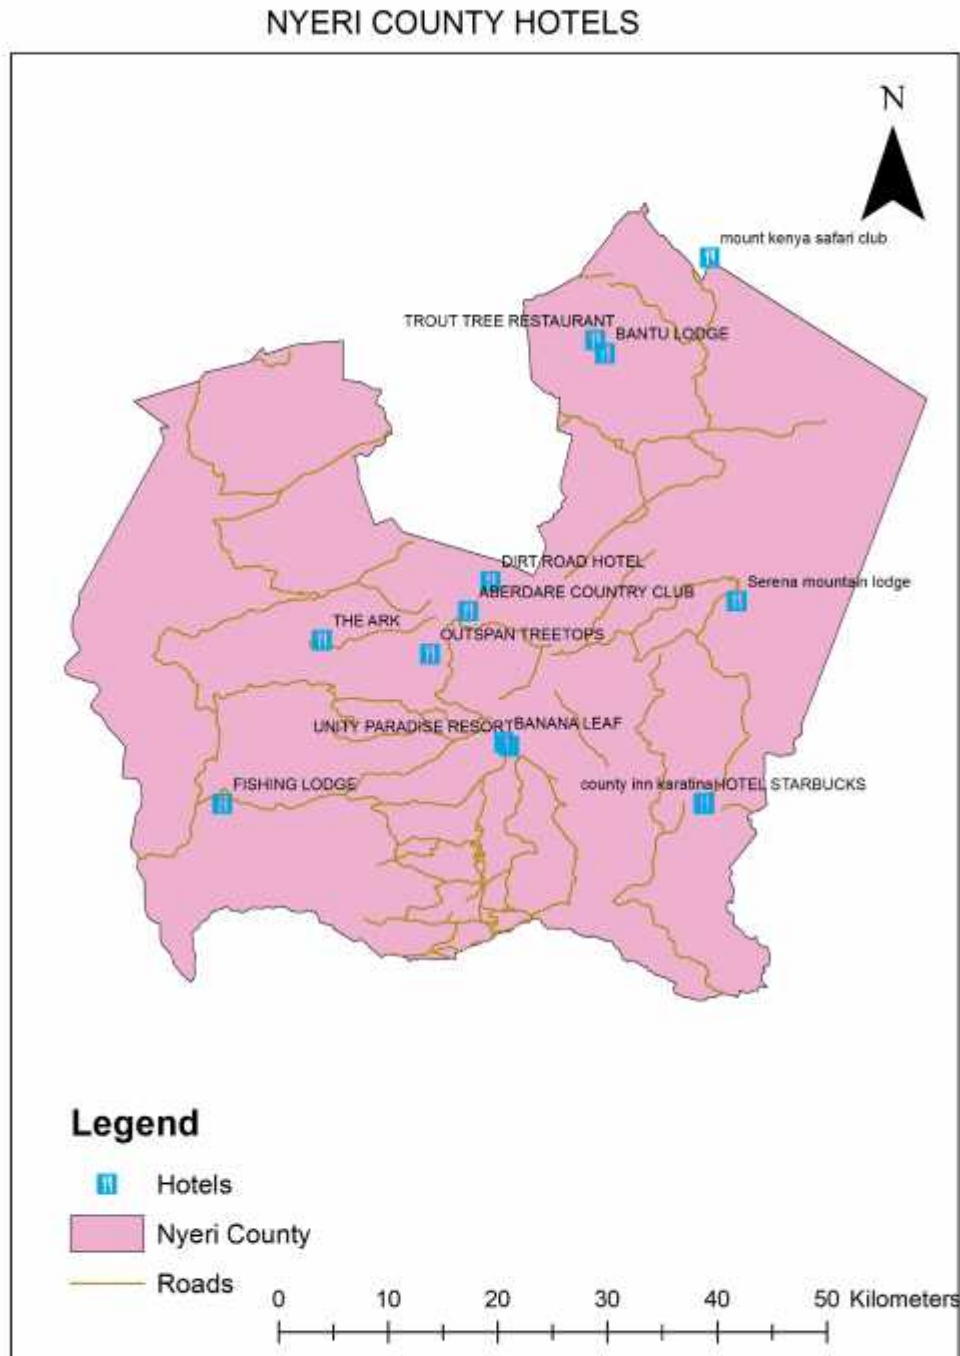 NYERI COUNTY HOTELS
N
mount kenya safari club
TROUT TREE RESTAURANT
BANTU LODGE
DIRT ROAD HOTEL
ABERDARE COUNTRY CLUB
Serena mountain lodge
THE ARK
OUTSPAN TREETOPS
UNITY PARADISE RESORT
BANANA LEAF
FISHING LODGE
county inn karatina
HOTEL STARBUCKS
Legend
Hotels
Nyeri County
Roads
0 10 20 30 40 50 Kilometers